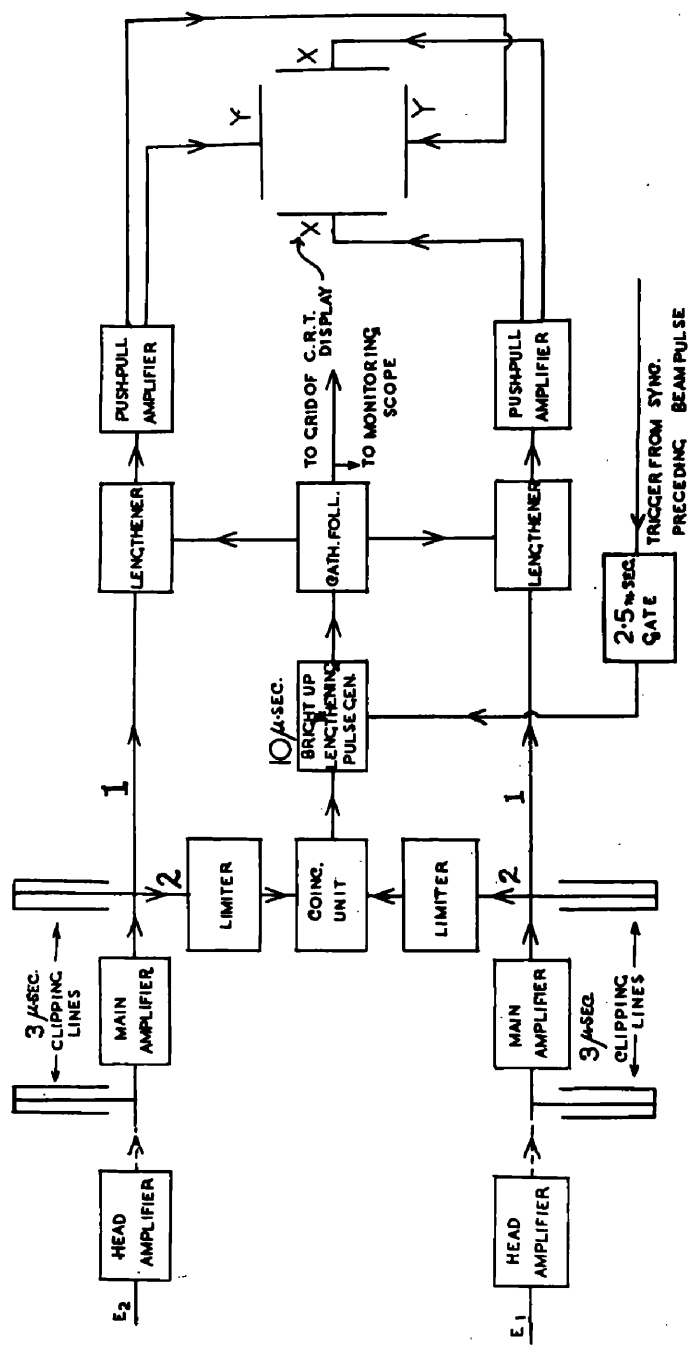 E2
HEAD
AMPLIFIER
3 μ-SEC.
CLIPPING
LINES
MAIN
AMPLIFIER
1
2
LENGTHENER
PUSH-PULL
AMPLIFIER
LIMITER
COINC.
UNIT
LIMITER
10 μ-SEC.
BRIGHT UP
LENGTHENING
PULSE GEN.
CATH. FOLL.
TO GRID OF C.R.T.
DISPLAY
TO MONITORING
SCOPE
Y
Y
X
X
E1
HEAD
AMPLIFIER
MAIN
AMPLIFIER
3 μ-SEC
CLIPPING
LINES
2
1
LENGTHENER
PUSH-PULL
AMPLIFIER
2.5 m SEC.
GATE
TRIGGER FROM SYNC.
PRECEDING BEAM PULSE